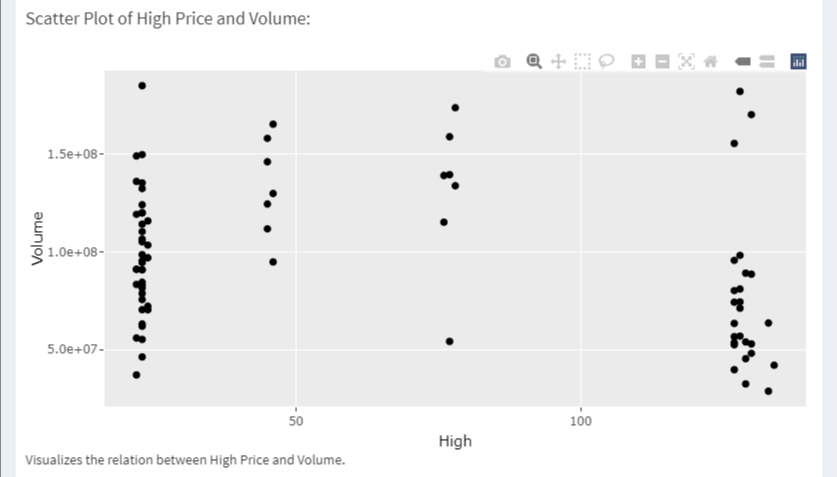 Scatter Plot of High Price and Volume:
1.5e+08
1.0e+08
5.0e+07
Volume
50
100
High
Visualizes the relation between High Price and Volume.